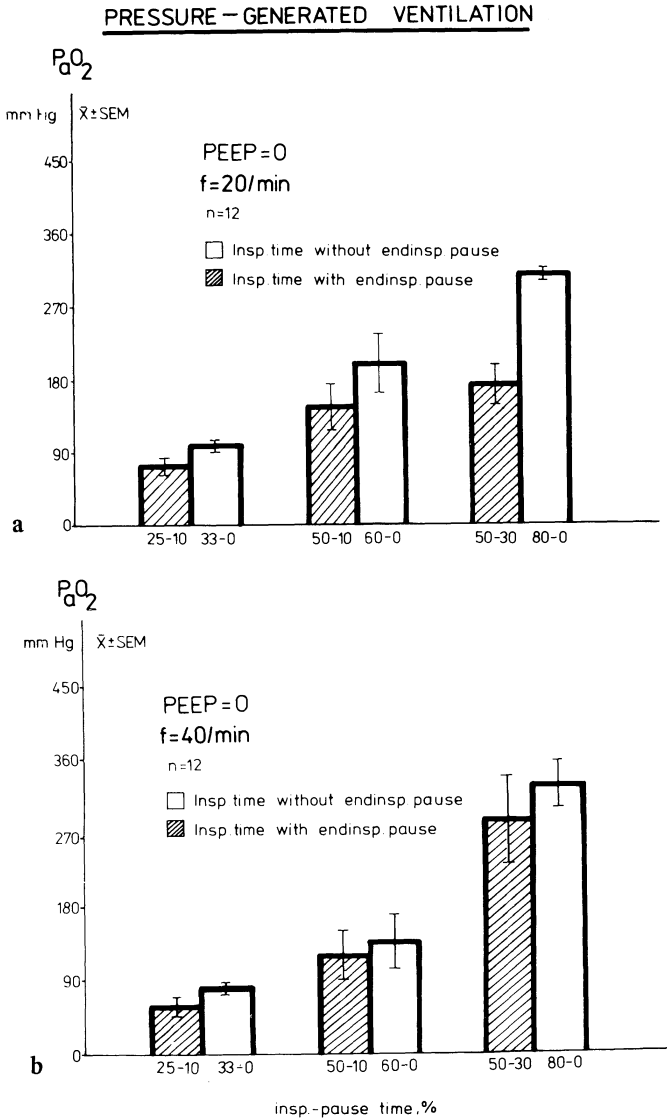 PRESSURE–GENERATED VENTILATION
PaO2
mm Hg x̄±SEM
PEEP=0
f=20/min
n=12
Insp.time without endinsp.pause
Insp.time with endinsp.pause
450
360
270
180
90
0
25-10 33-0 50-10 60-0 50-30 80-0
a
PaO2
mm Hg x̄±SEM
PEEP=0
f=40/min
n=12
Insp time without endinsp.pause
Insp.time with endinsp.pause
450
360
270
180
90
0
25-10 33-0 50-10 60-0 50-30 80-0
b
insp.-pause time,%